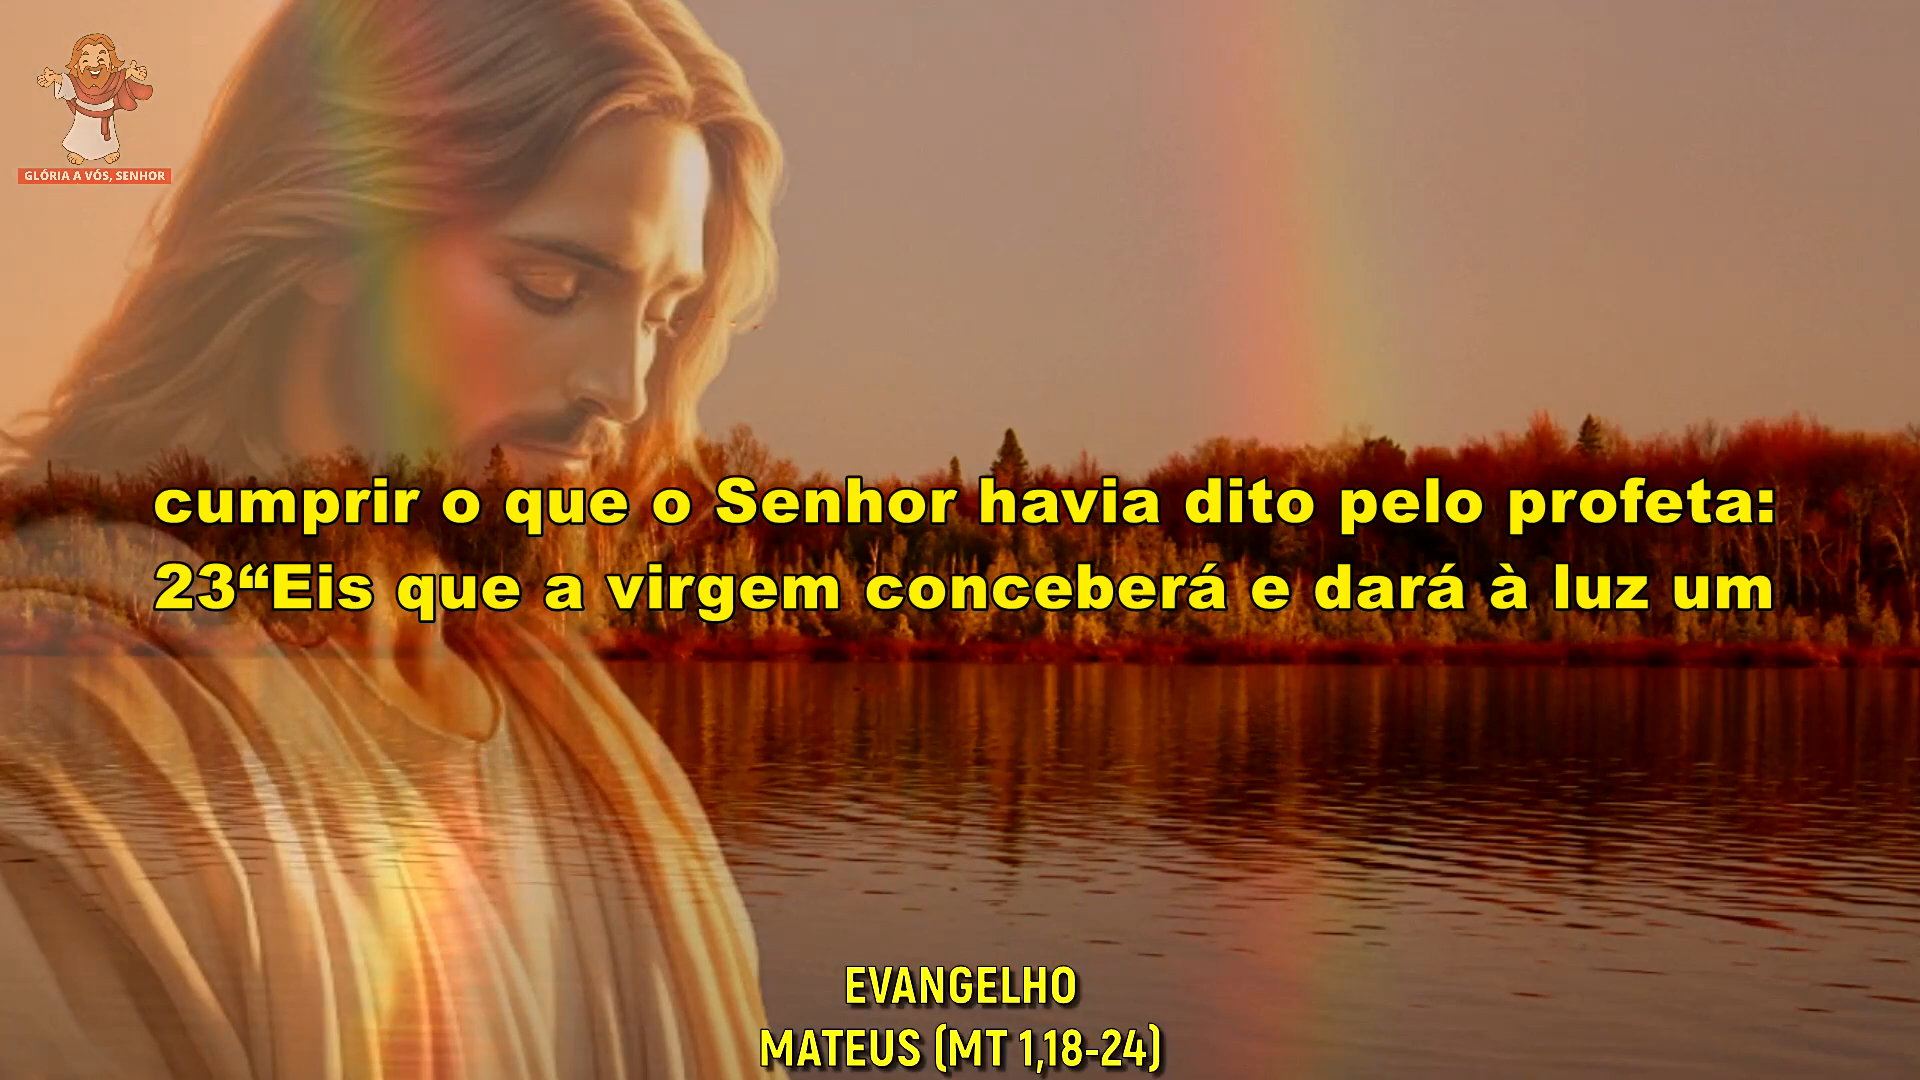 GLÓRIA A VÓS, SENHOR
cumprir o que o Senhor havia dito pelo profeta:
23“Eis que a virgem conceberá e dará à luz um
EVANGELHO
MATEUS (MT 1,18-24)